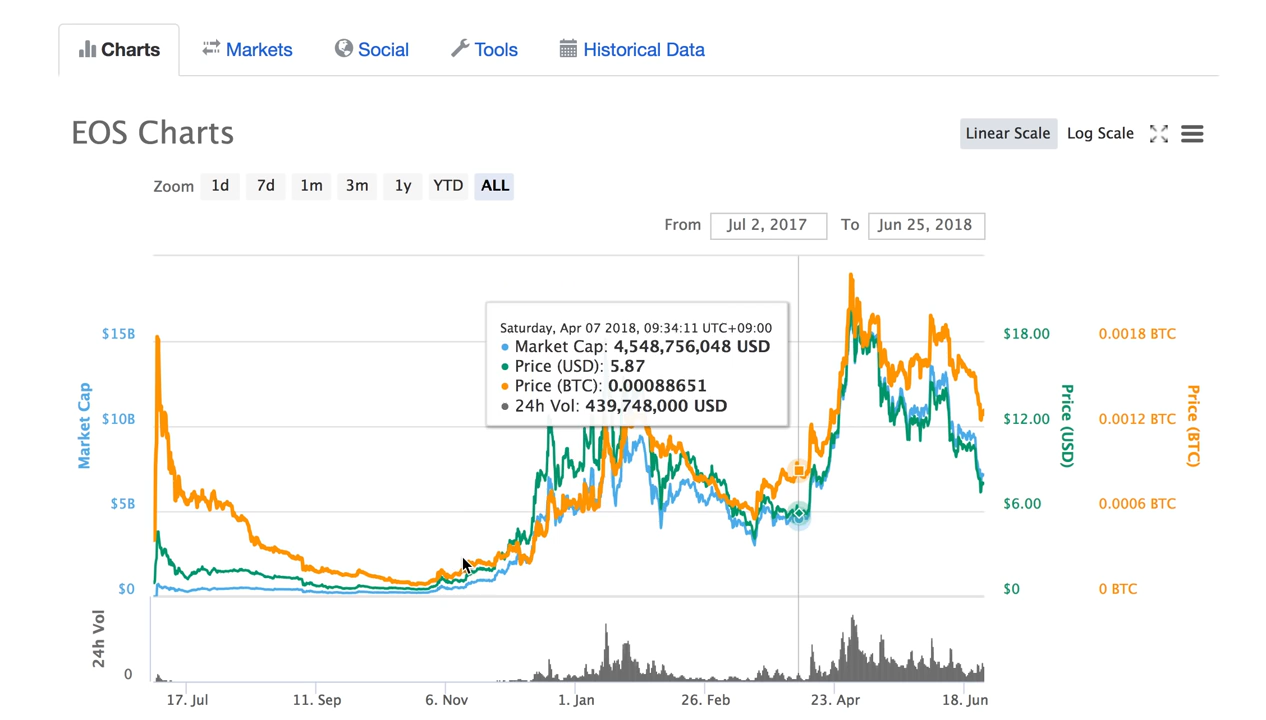 Charts Markets Social Tools Historical Data
EOS Charts
Linear Scale Log Scale
Zoom 1d 7d 1m 3m 1y YTD ALL
From Jul 2, 2017 To Jun 25, 2018
Saturday, Apr 07 2018, 09:34:11 UTC+09:00
Market Cap: 4,548,756,048 USD
Price (USD): 5.87
Price (BTC): 0.00088651
24h Vol: 439,748,000 USD
$15B $18.00 0.0018 BTC
$10B $12.00 0.0012 BTC
$5B $6.00 0.0006 BTC
$0 $0 0 BTC
Market Cap
Price (USD)
Price (BTC)
24h Vol
0
17. Jul 11. Sep 6. Nov 1. Jan 26. Feb 23. Apr 18. Jun